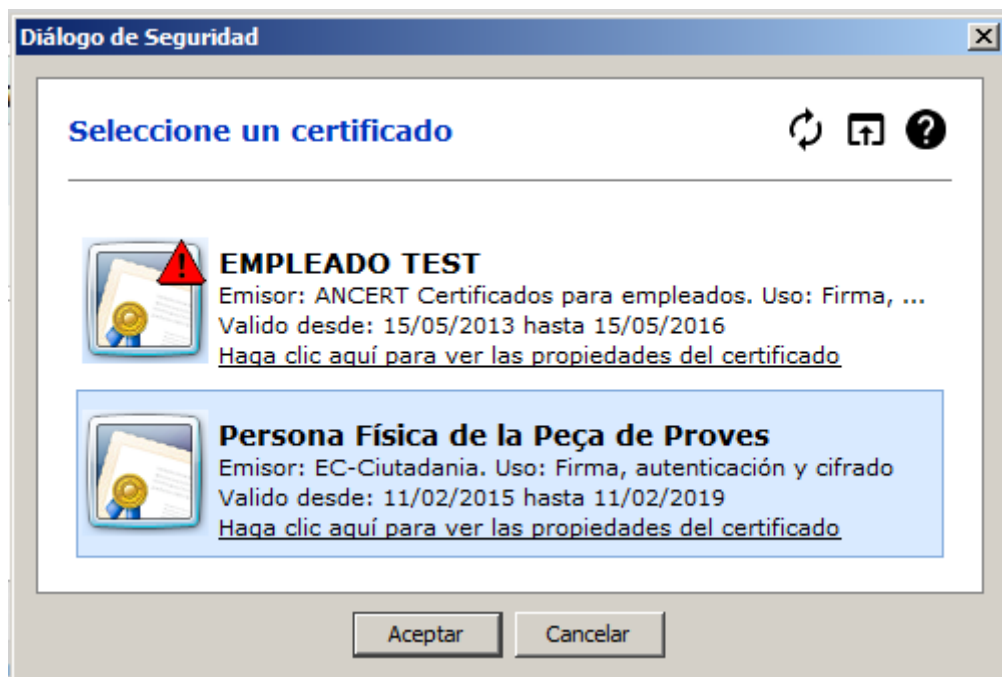 Diálogo de Seguridad
Seleccione un certificado
EMPLEADO TEST
Emisor: ANCERT Certificados para empleados. Uso: Firma, ...
Valido desde: 15/05/2013 hasta 15/05/2016
Haga clic aquí para ver las propiedades del certificado
Persona Física de la Peça de Proves
Emisor: EC-Ciutadania. Uso: Firma, autenticación y cifrado
Valido desde: 11/02/2015 hasta 11/02/2019
Haga clic aquí para ver las propiedades del certificado
Aceptar
Cancelar